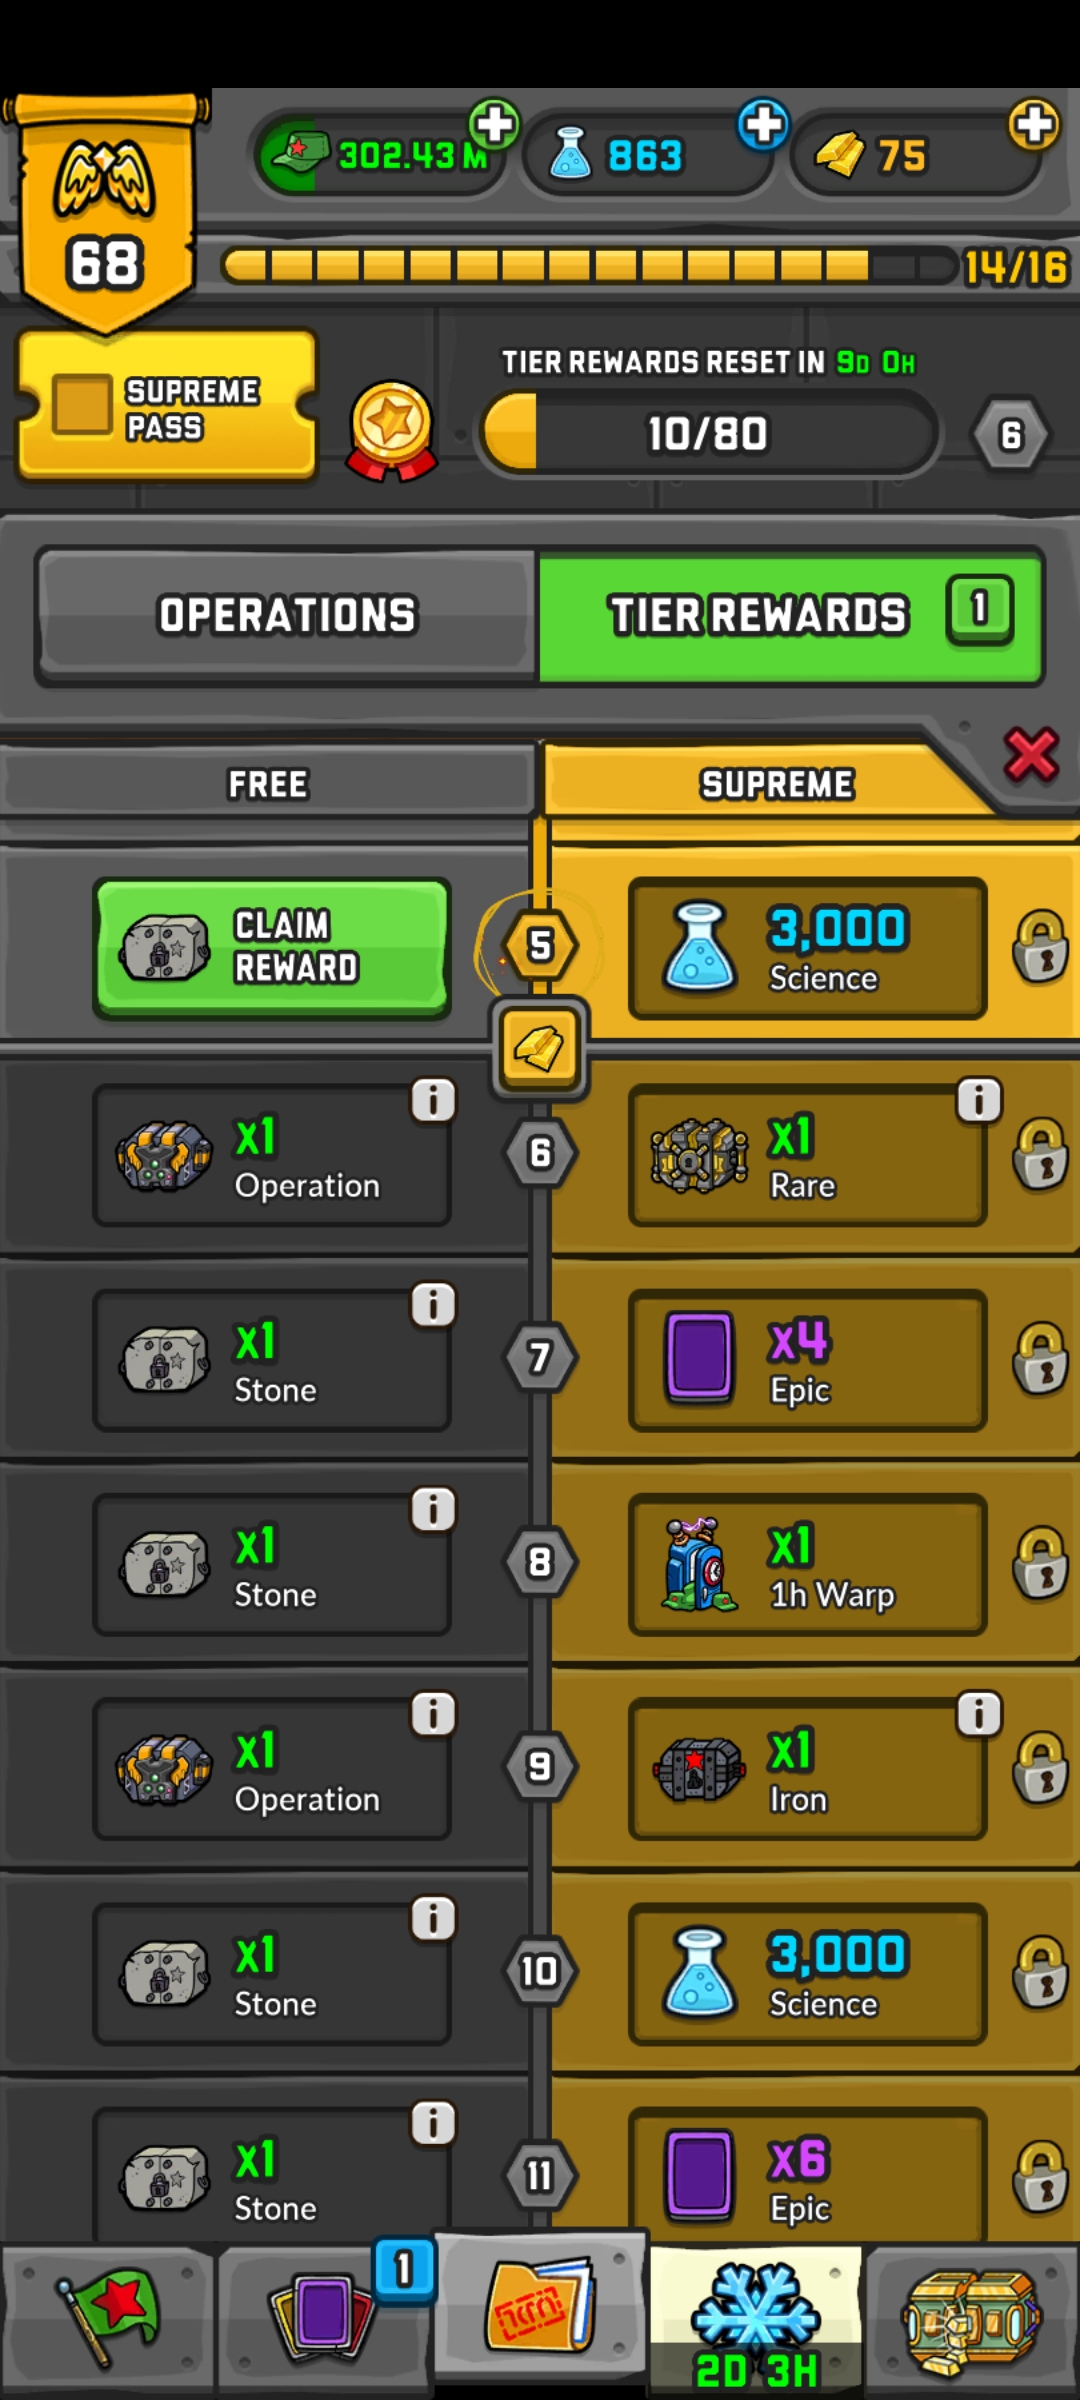 302.43 M
863
75
68
14/16
SUPREME
PASS
TIER REWARDS RESET IN 9D 0H
10/80
6
OPERATIONS
TIER REWARDS
1
FREE
SUPREME
CLAIM
REWARD
5
3,000
Science
x1
Operation
6
x1
Rare
x1
Stone
7
x4
Epic
x1
Stone
8
x1
1h Warp
x1
Operation
9
x1
Iron
x1
Stone
10
3,000
Science
x1
Stone
11
x6
Epic
1
2D 3H